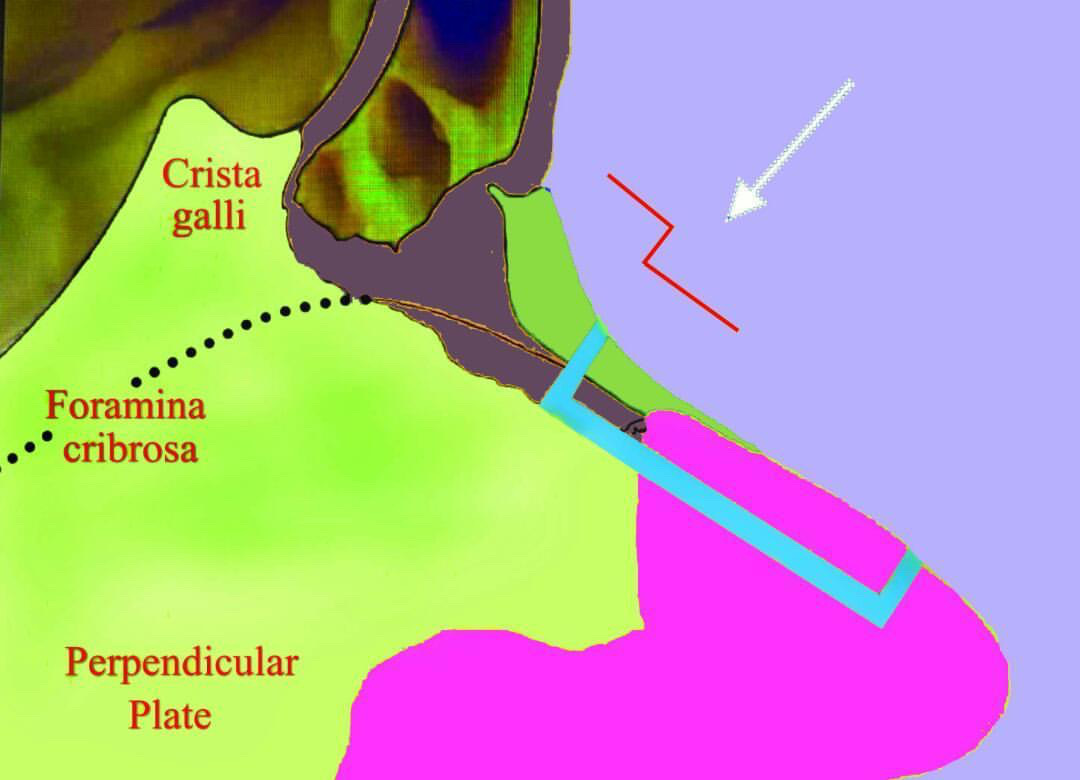 Crista
galli
Foramina
cribrosa
Perpendicular
Plate